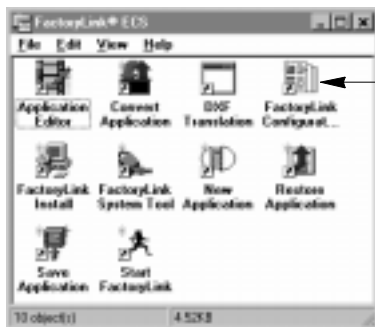 FactoryLink® ECS
File Edit View Help
Application Editor
Convert Application
DXF Translation
FactoryLink Configurat...
FactoryLink Install
FactoryLink System Tool
New Application
Restore Application
Save Application
Start FactoryLink
10 object(s) 4.52KB